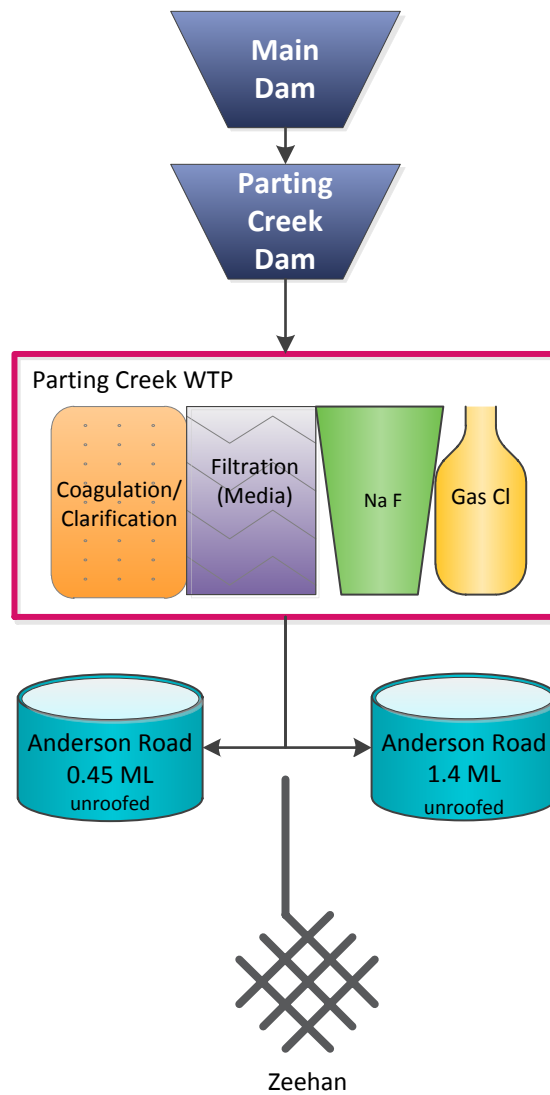 Main
Dam
Parting
Creek
Dam
Parting Creek WTP
Coagulation/
Clarification
Filtration
(Media)
Na F
Gas Cl
Anderson Road
0.45 ML
unroofed
Anderson Road
1.4 ML
unroofed
Zeehan